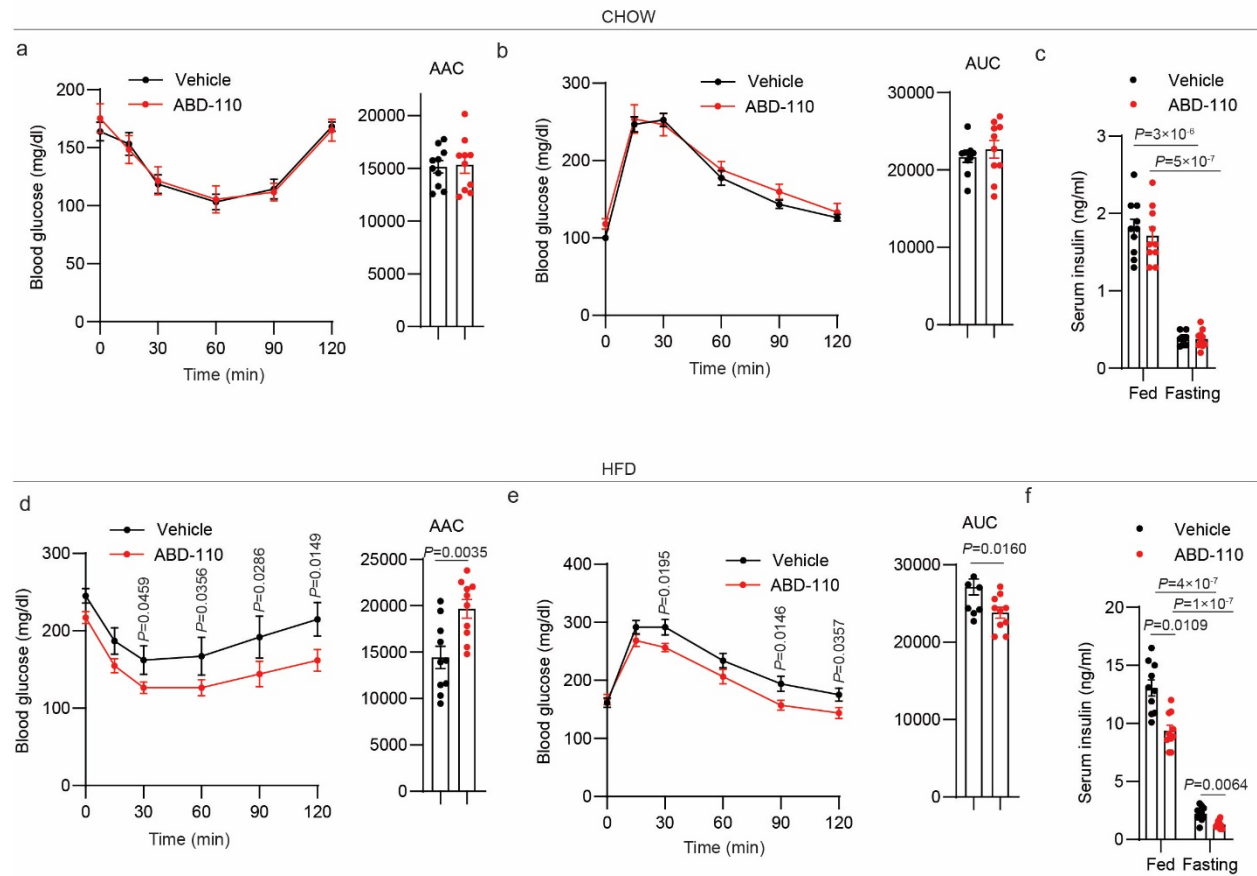 CHOW
a
Vehicle
ABD-110
Blood glucose (mg/dl)
200
150
100
50
0
0 30 60 90 120
Time (min)
AAC
20000
15000
10000
5000
0
b
Vehicle
ABD-110
Blood glucose (mg/dl)
300
200
100
0
0 30 60 90 120
Time (min)
AUC
30000
20000
10000
0
c
Vehicle
ABD-110
P=3×10⁻⁶
P=5×10⁻⁷
Serum insulin (ng/ml)
3
2
1
0
Fed Fasting
HFD
d
Vehicle
ABD-110
Blood glucose (mg/dl)
300
200
100
0
P=0.0459
P=0.0356
P=0.0286
P=0.0149
0 30 60 90 120
Time (min)
AAC
P=0.0035
25000
20000
15000
10000
5000
0
e
Vehicle
ABD-110
Blood glucose (mg/dl)
400
300
200
100
0
P=0.0195
P=0.0146
P=0.0357
0 30 60 90 120
Time (min)
AUC
P=0.0160
30000
20000
10000
0
f
Vehicle
ABD-110
P=4×10⁻⁷
P=1×10⁻⁷
P=0.0109
P=0.0064
Serum insulin (ng/ml)
20
15
10
5
0
Fed Fasting